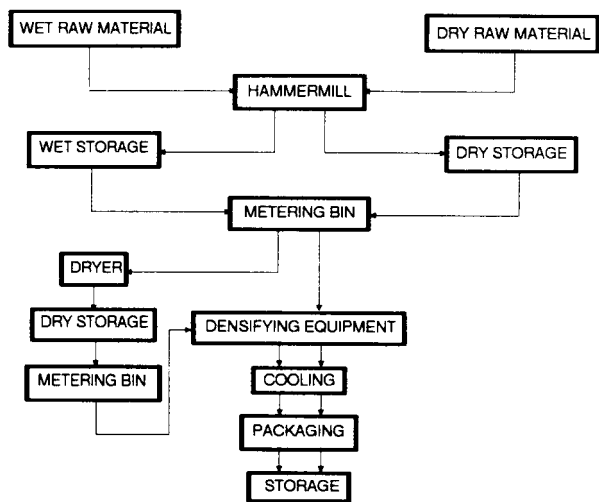 WET RAW MATERIAL
DRY RAW MATERIAL
HAMMERMILL
WET STORAGE
DRY STORAGE
METERING BIN
DRYER
DRY STORAGE
DENSIFYING EQUIPMENT
METERING BIN
COOLING
PACKAGING
STORAGE